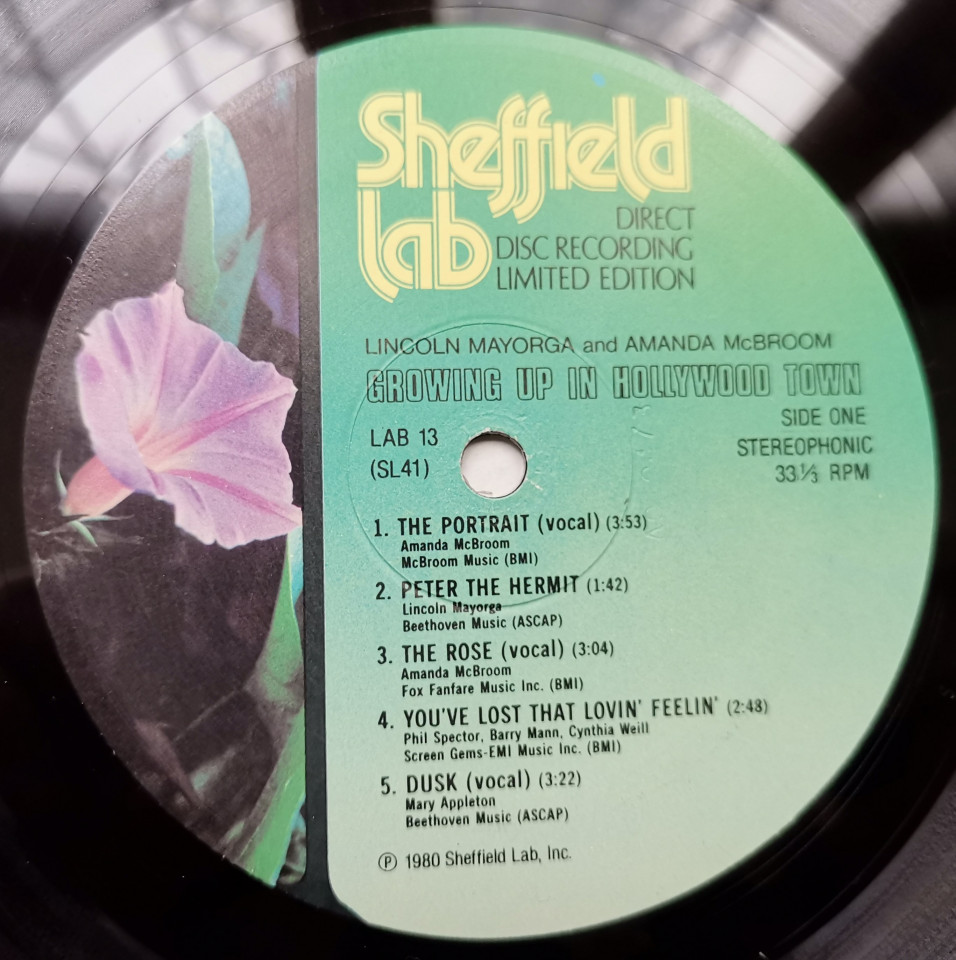 Sheffield
lab
DIRECT
DISC RECORDING
LIMITED EDITION
LINCOLN MAYORGA and AMANDA McBROOM
GROWING UP IN HOLLYWOOD TOWN
SIDE ONE
LAB 13
STEREOPHONIC
(SL41)
33⅓ RPM
1. THE PORTRAIT (vocal) (3:53)
Amanda McBroom
McBroom Music (BMI)
2. PETER THE HERMIT (1:42)
Lincoln Mayorga
Beethoven Music (ASCAP)
3. THE ROSE (vocal) (3:04)
Amanda McBroom
Fox Fanfare Music Inc. (BMI)
4. YOU'VE LOST THAT LOVIN' FEELIN' (2:48)
Phil Spector, Barry Mann, Cynthia Weill
Screen Gems-EMI Music Inc. (BMI)
5. DUSK (vocal) (3:22)
Mary Appleton
Beethoven Music (ASCAP)
℗ 1980 Sheffield Lab, Inc.